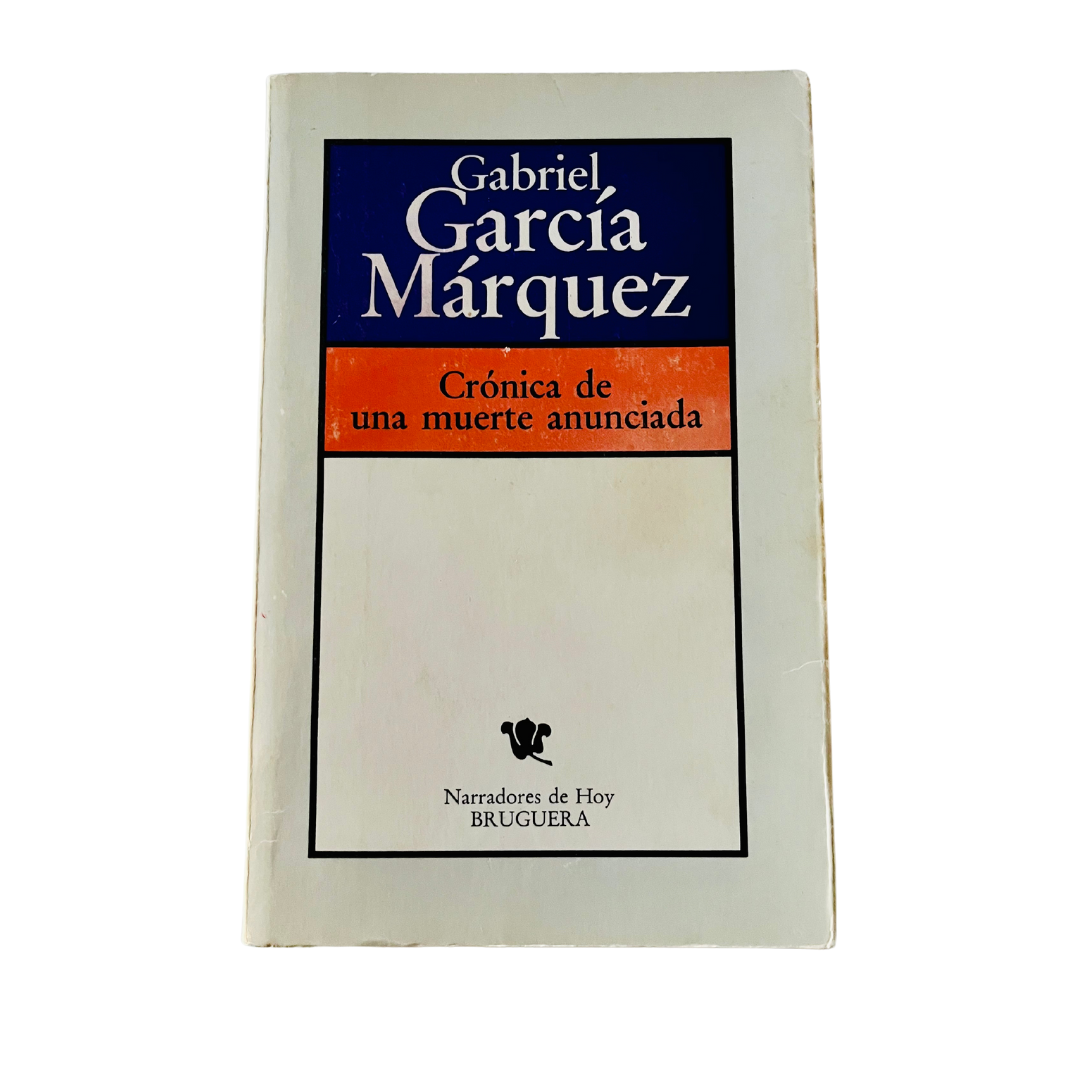 Gabriel
García
Márquez
Crónica de
una muerte anunciada
Narradores de Hoy
BRUGUERA